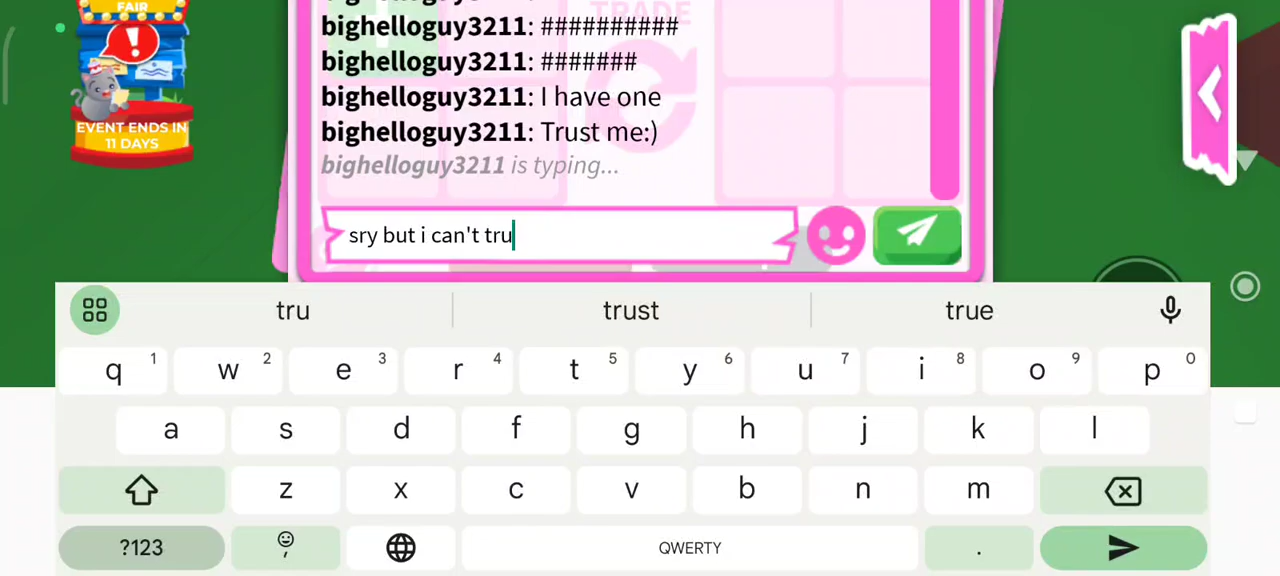 FAIR
EVENT ENDS IN
11 DAYS
TRADE
bighelloguy3211: ##########
bighelloguy3211: #######
bighelloguy3211: I have one
bighelloguy3211: Trust me:)
bighelloguy3211 is typing...
sry but i can't tru
tru trust true
q 1 w 2 e 3 r 4 t 5 y 6 u 7 i 8 o 9 p 0
a s d f g h j k l
z x c v b n m
?123 , QWERTY .